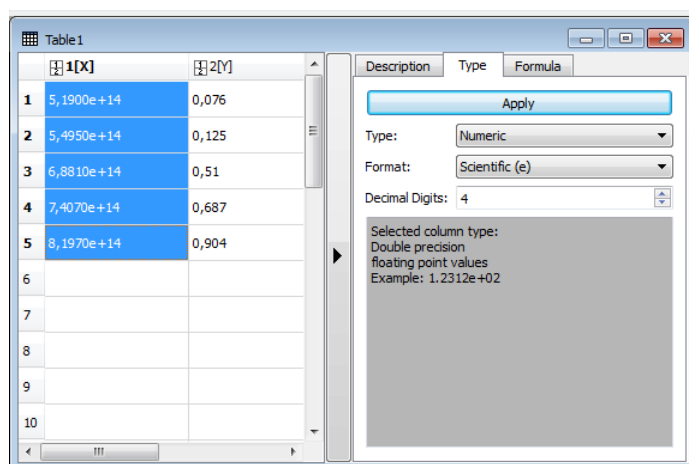 Table1
1[X] 2[Y]
1 5,1900e+14 0,076
2 5,4950e+14 0,125
3 6,8810e+14 0,51
4 7,4070e+14 0,687
5 8,1970e+14 0,904
6
7
8
9
10
Description Type Formula
Apply
Type: Numeric
Format: Scientific (e)
Decimal Digits: 4
Selected column type:
Double precision
floating point values
Example: 1.2312e+02